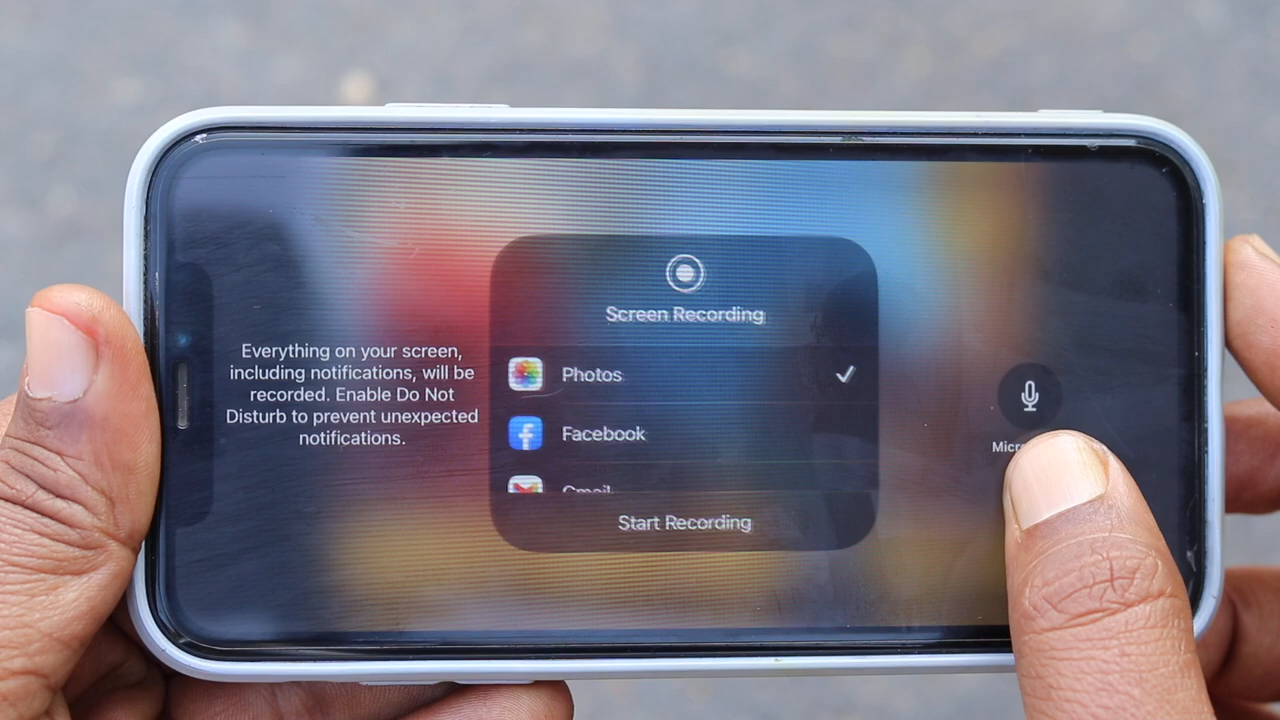 Everything on your screen,
including notifications, will be
recorded. Enable Do Not
Disturb to prevent unexpected
notifications.
Screen Recording
Photos
Facebook
Gmail
Start Recording